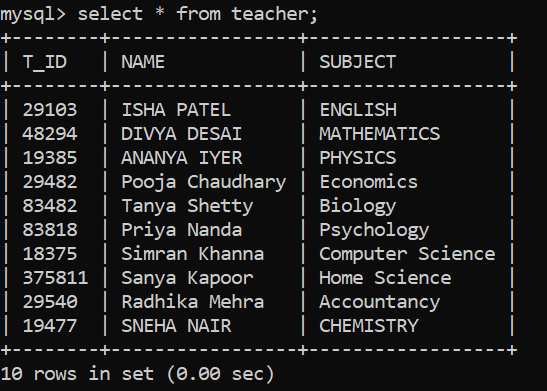 mysql> select * from teacher;
+--------+-----------------+------------------+
| T_ID   | NAME            | SUBJECT          |
+--------+-----------------+------------------+
| 29103  | ISHA PATEL      | ENGLISH          |
| 48294  | DIVYA DESAI     | MATHEMATICS      |
| 19385  | ANANYA IYER     | PHYSICS          |
| 29482  | Pooja Chaudhary | Economics        |
| 83482  | Tanya Shetty    | Biology          |
| 83818  | Priya Nanda     | Psychology       |
| 18375  | Simran Khanna   | Computer Science |
| 375811 | Sanya Kapoor    | Home Science     |
| 29540  | Radhika Mehra   | Accountancy      |
| 19477  | SNEHA NAIR      | CHEMISTRY        |
+--------+-----------------+------------------+
10 rows in set (0.00 sec)